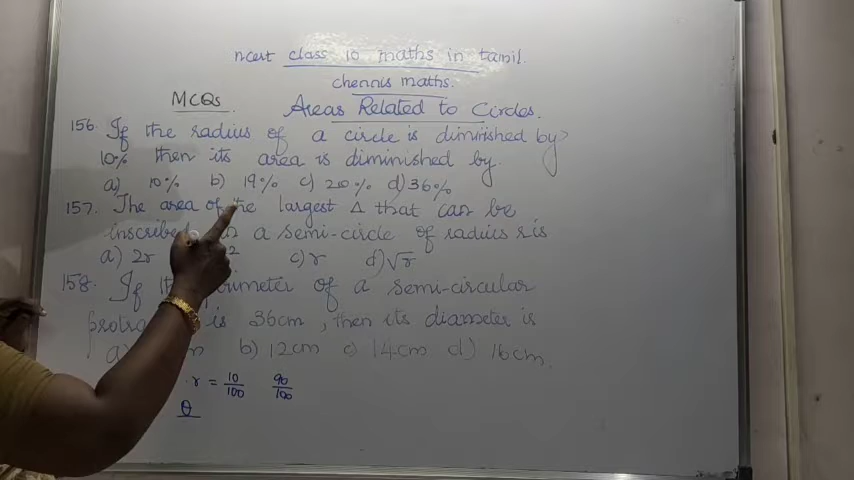 ncert class 10 maths in tamil.
chennis maths.
MCQs
Areas Related to Circles.
156. If the radius of a circle is diminished by
10% then its area is diminished by.
a) 10% b) 19% c) 20% d) 36%
157. The area of the largest Δ that can be
inscribed in a semi-circle of radius r is
a) 2r 2 c) r d) √r
158. If the perimeter of a semi-circular
is 36cm, then its diameter is
b) 12cm c) 14cm d) 16cm.
r = 10/100 90/100
θ